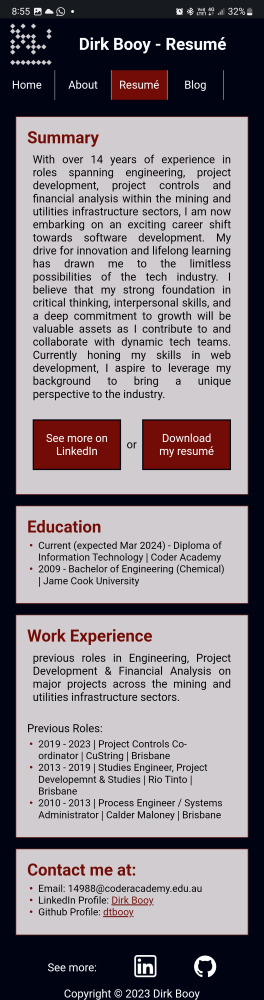 8:55
32%
Dirk Booy - Resumé
Home
About
Resumé
Blog
Summary
With over 14 years of experience in
roles spanning engineering, project
development, project controls and
financial analysis within the mining and
utilities infrastructure sectors, I am now
embarking on an exciting career shift
towards software development. My
drive for innovation and lifelong learning
has drawn me to the limitless
possibilities of the tech industry. I
believe that my strong foundation in
critical thinking, interpersonal skills, and
a deep commitment to growth will be
valuable assets as I contribute to and
collaborate with dynamic tech teams.
Currently honing my skills in web
development, I aspire to leverage my
background to bring a unique
perspective to the industry.
See more on
LinkedIn
or
Download
my resumé
Education
• Current (expected Mar 2024) - Diploma of
Information Technology | Coder Academy
• 2009 - Bachelor of Engineering (Chemical)
| Jame Cook University
Work Experience
previous roles in Engineering, Project
Development & Financial Analysis on
major projects across the mining and
utilities infrastructure sectors.
Previous Roles:
• 2019 - 2023 | Project Controls Co-
ordinator | CuString | Brisbane
• 2013 - 2019 | Studies Engineer, Project
Developemnt & Studies | Rio Tinto |
Brisbane
• 2010 - 2013 | Process Engineer / Systems
Administrator | Calder Maloney | Brisbane
Contact me at:
• Email: 14988@coderacademy.edu.au
• LinkedIn Profile: Dirk Booy
• Github Profile: dtbooy
See more:
in
Copyright © 2023 Dirk Booy